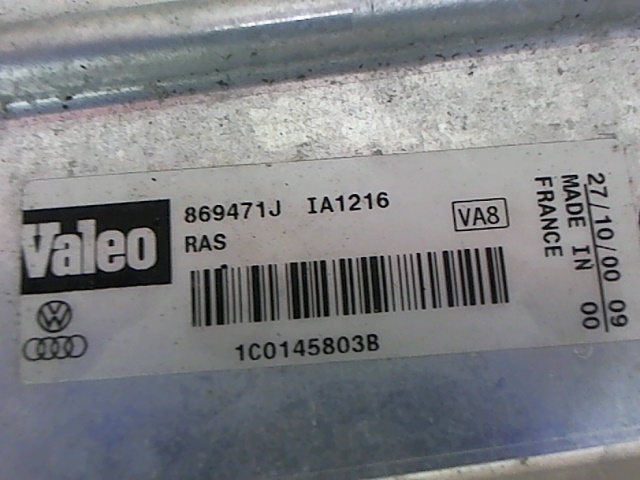 Valeo
869471J IA1216
RAS
VA8
1C0145803B
27/10/00 09
MADE IN 00
FRANCE